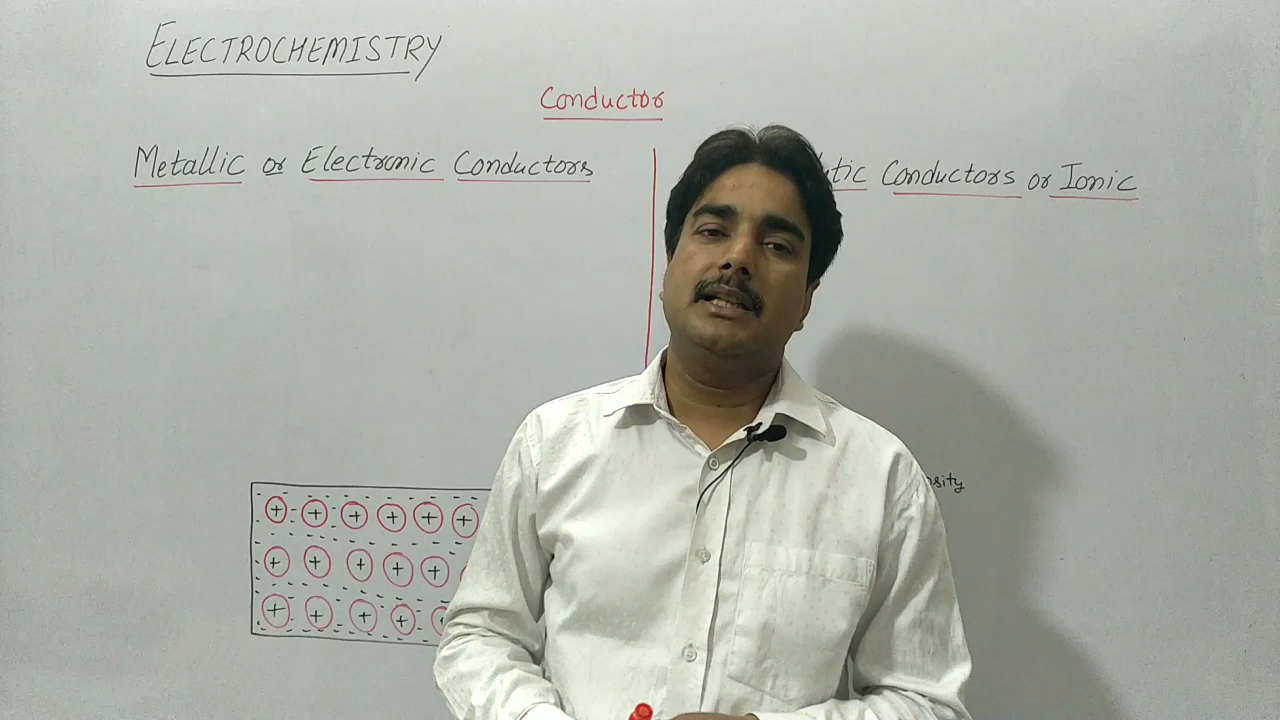 ELECTROCHEMISTRY
Conductor
Metallic or Electronic Conductors
Conductors or Ionic
+ + + + + +
+ + + + +
+ + + +